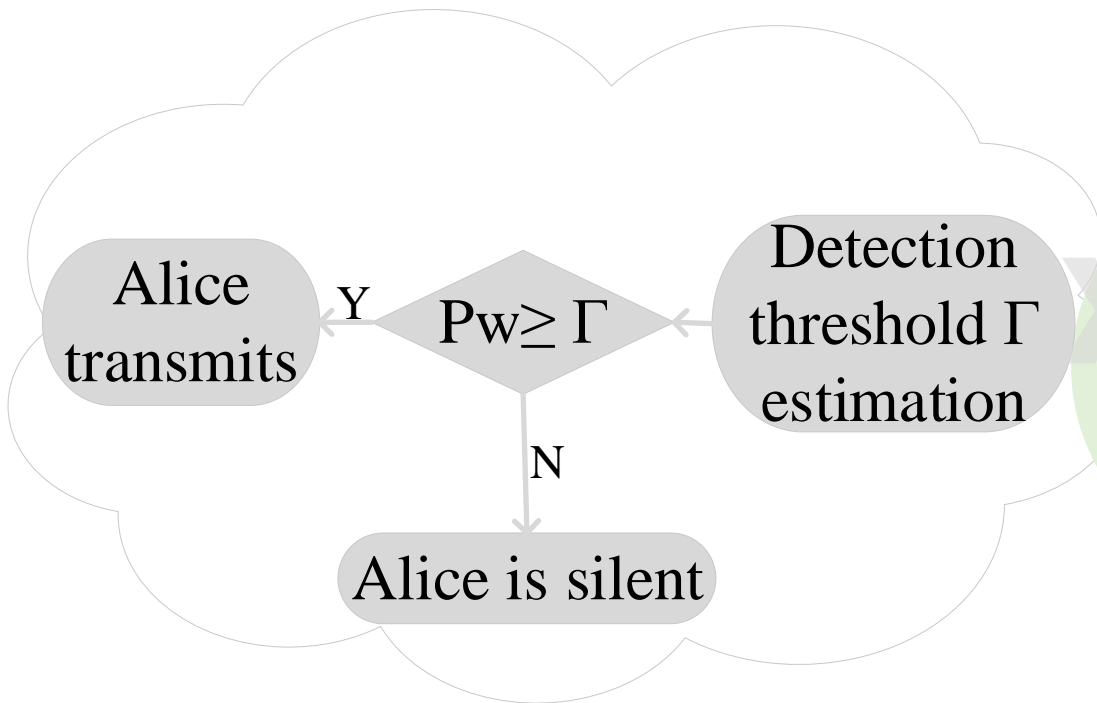 Alice
transmits
Y
Pw≥ Γ
Detection
threshold Γ
estimation
N
Alice is silent